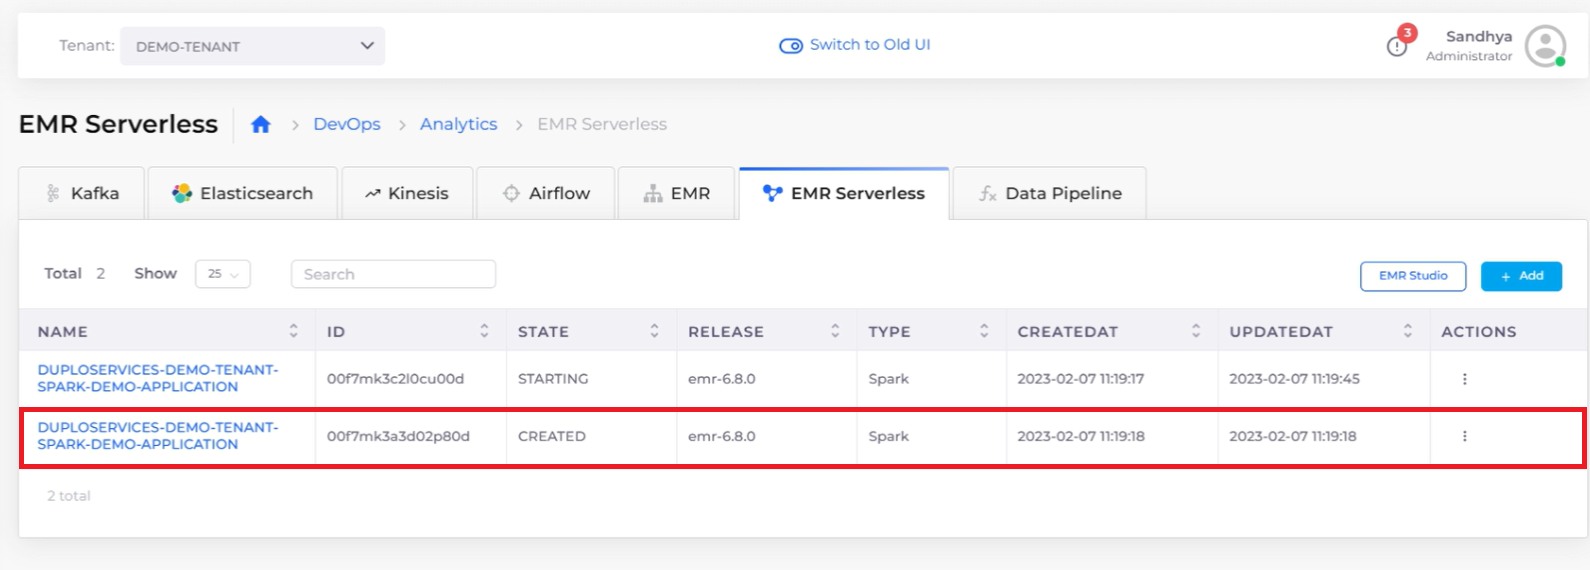 Tenant: DEMO-TENANT Switch to Old UI 3 Sandhya
Administrator
EMR Serverless > DevOps > Analytics > EMR Serverless
Kafka Elasticsearch Kinesis Airflow EMR EMR Serverless fx Data Pipeline
Total 2 Show 25 Search EMR Studio + Add
NAME ID STATE RELEASE TYPE CREATEDAT UPDATEDAT ACTIONS
DUPLOSERVICES-DEMO-TENANT-
SPARK-DEMO-APPLICATION 00f7mk3c2l0cu00d STARTING emr-6.8.0 Spark 2023-02-07 11:19:17 2023-02-07 11:19:45
DUPLOSERVICES-DEMO-TENANT-
SPARK-DEMO-APPLICATION 00f7mk3a3d02p80d CREATED emr-6.8.0 Spark 2023-02-07 11:19:18 2023-02-07 11:19:18
2 total